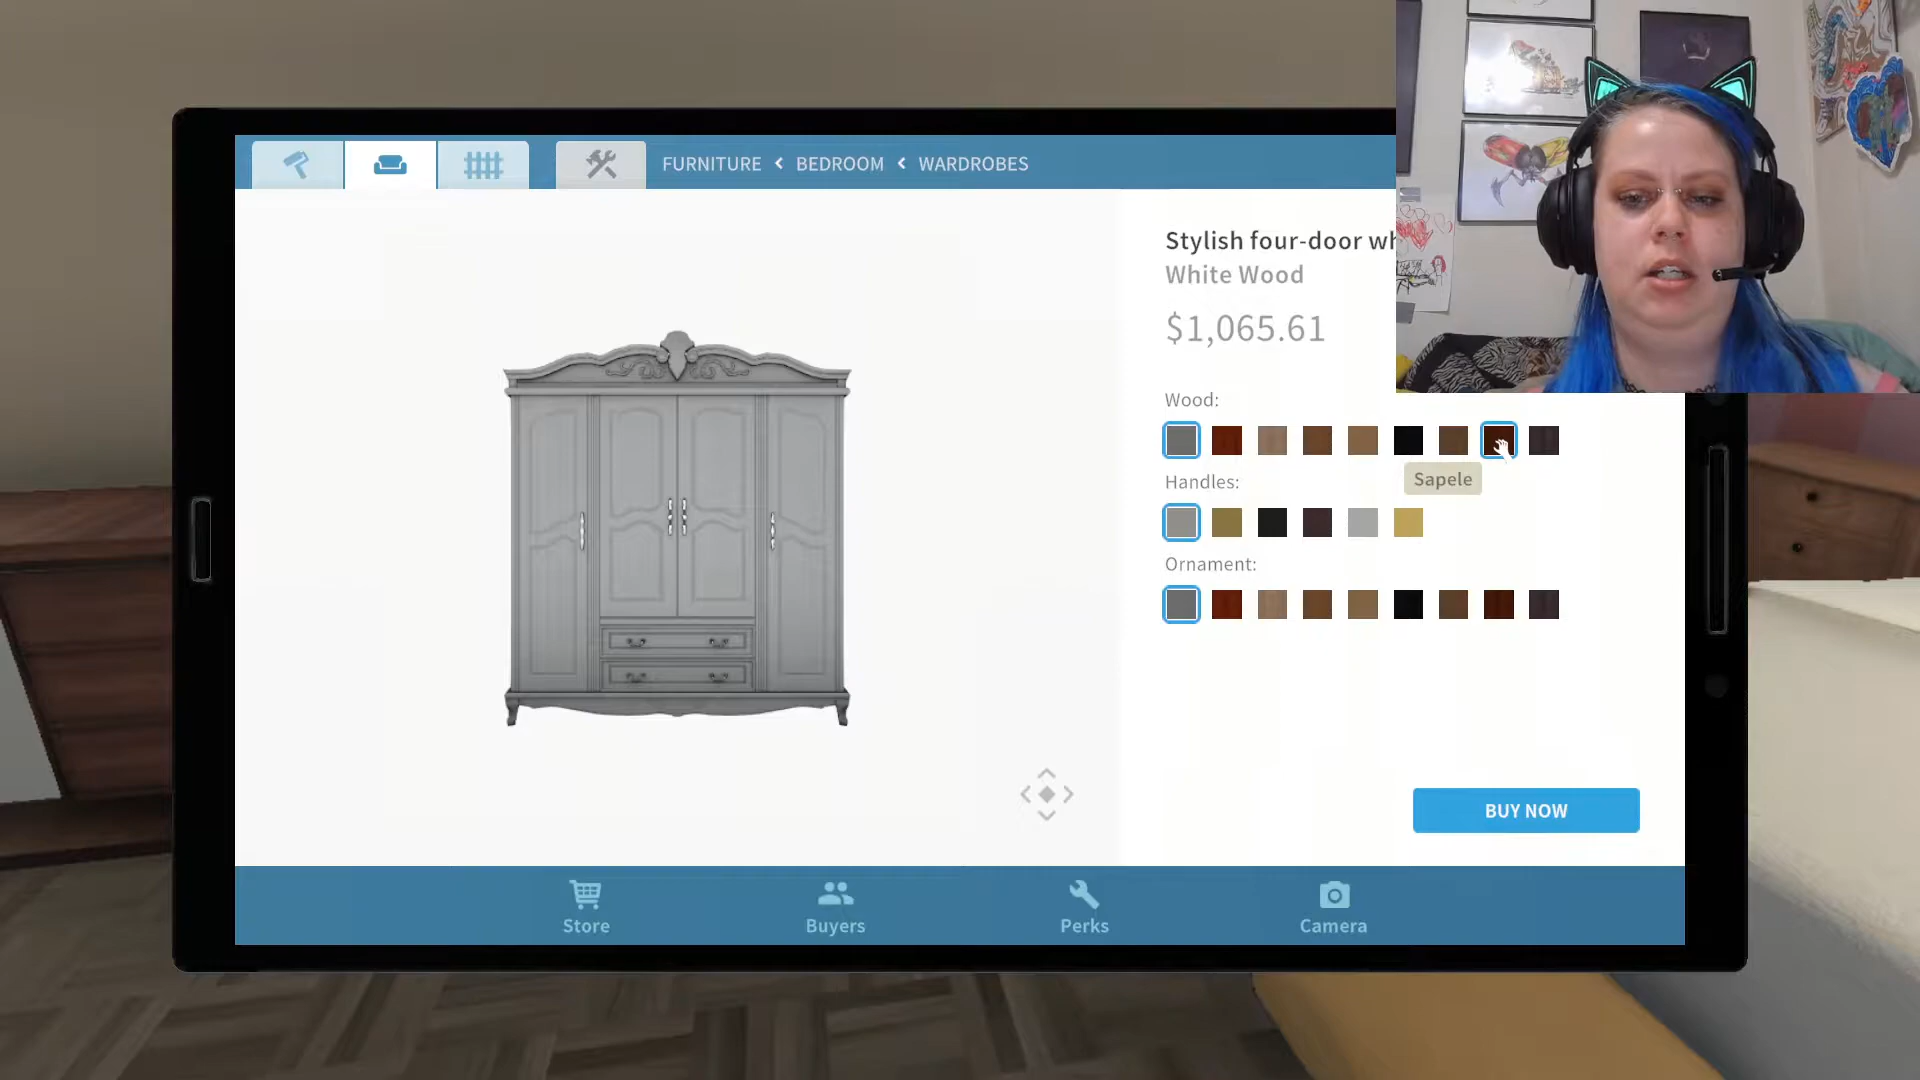 FURNITURE < BEDROOM < WARDROBES
Stylish four-door
White Wood
$1,065.61
Wood:
Sapele
Handles:
Ornament:
BUY NOW
Store
Buyers
Perks
Camera